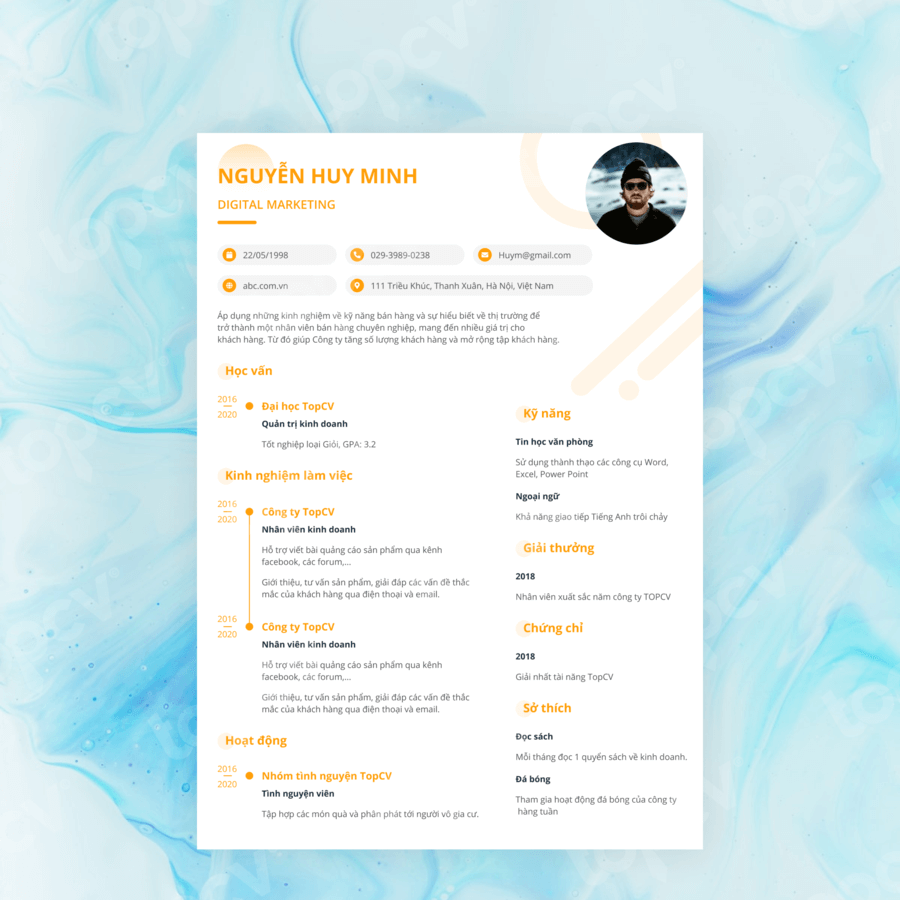 NGUYỄN HUY MINH
DIGITAL MARKETING
22/05/1998
029-3989-0238
Huym@gmail.com
abc.com.vn
111 Triều Khúc, Thanh Xuân, Hà Nội, Việt Nam
Áp dụng những kinh nghiệm về kỹ năng bán hàng và sự hiểu biết về thị trường để
trở thành một nhân viên bán hàng chuyên nghiệp, mang đến nhiều giá trị cho
khách hàng. Từ đó giúp Công ty tăng số lượng khách hàng và mở rộng tập khách hàng.
Học vấn
2016
2020
Đại học TopCV
Quản trị kinh doanh
Tốt nghiệp loại Giỏi, GPA: 3.2
Kinh nghiệm làm việc
2016
2020
Công ty TopCV
Nhân viên kinh doanh
Hỗ trợ viết bài quảng cáo sản phẩm qua kênh
facebook, các forum,...
Giới thiệu, tư vấn sản phẩm, giải đáp các vấn đề thắc
mắc của khách hàng qua điện thoại và email.
2016
2020
Công ty TopCV
Nhân viên kinh doanh
Hỗ trợ viết bài quảng cáo sản phẩm qua kênh
facebook, các forum,...
Giới thiệu, tư vấn sản phẩm, giải đáp các vấn đề thắc
mắc của khách hàng qua điện thoại và email.
Hoạt động
2016
2020
Nhóm tình nguyện TopCV
Tình nguyện viên
Tập hợp các món quà và phân phát tới người vô gia cư.
Kỹ năng
Tin học văn phòng
Sử dụng thành thạo các công cụ Word,
Excel, Power Point
Ngoại ngữ
Khả năng giao tiếp Tiếng Anh trôi chảy
Giải thưởng
2018
Nhân viên xuất sắc năm công ty TOPCV
Chứng chỉ
2018
Giải nhất tài năng TopCV
Sở thích
Đọc sách
Mỗi tháng đọc 1 quyển sách về kinh doanh.
Đá bóng
Tham gia hoạt động đá bóng của công ty
hàng tuần
topcv
topcv
topcv